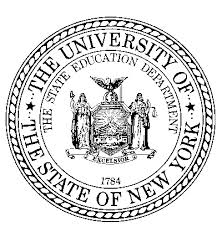 THE UNIVERSITY OF
THE STATE OF NEW YORK
THE STATE EDUCATION DEPARTMENT
EXCELSIOR
1784